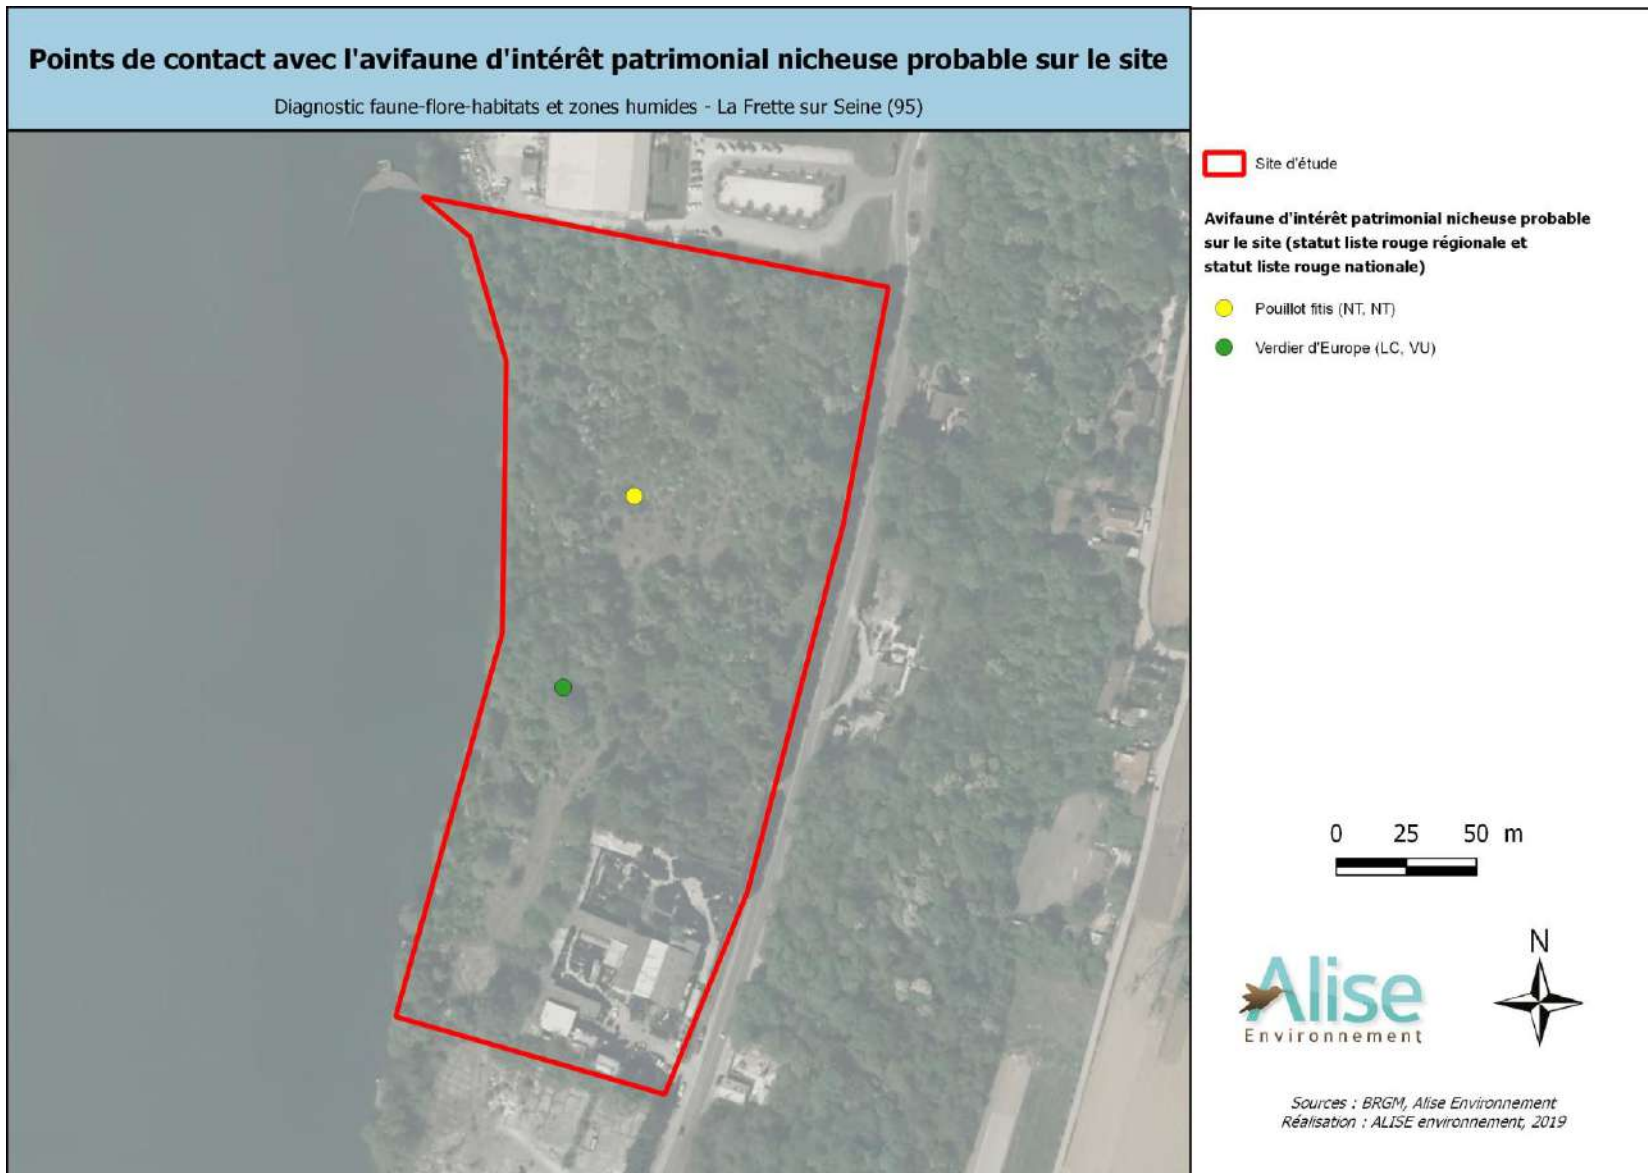 Points de contact avec l'avifaune d'intérêt patrimonial nicheuse probable sur le site
Diagnostic faune-flore-habitats et zones humides - La Frette sur Seine (95)
Site d'étude
Avifaune d'intérêt patrimonial nicheuse probable
sur le site (statut liste rouge régionale et
statut liste rouge nationale)
Pouillot fitis (NT, NT)
Verdier d'Europe (LC, VU)
0 25 50 m
N
Alise
Environnement
Sources : BRGM, Alise Environnement
Réalisation : ALISE environnement, 2019